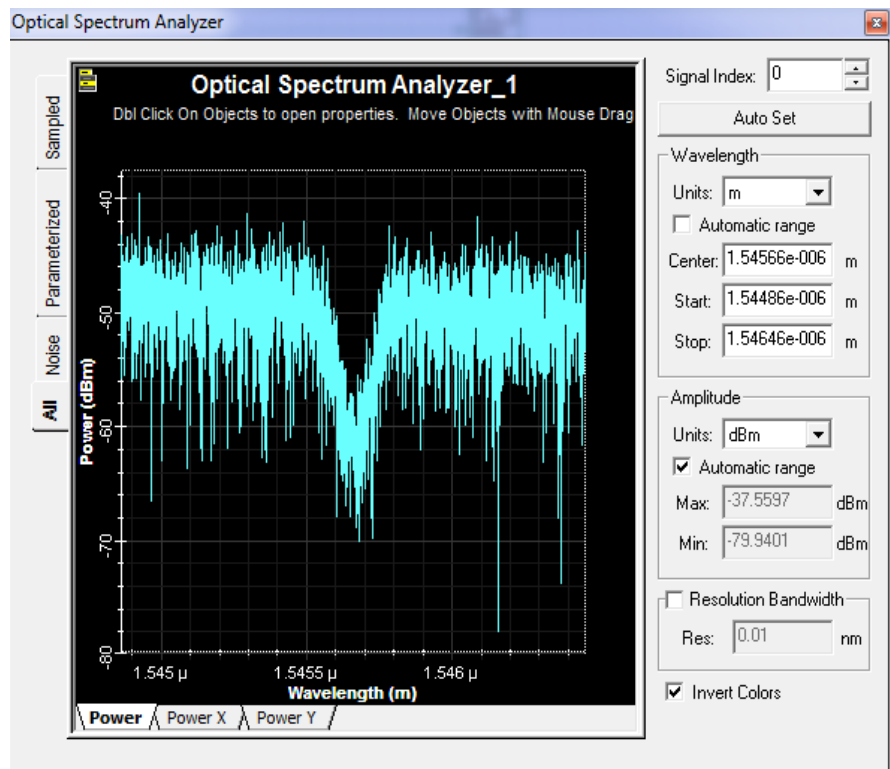 Optical Spectrum Analyzer
Optical Spectrum Analyzer_1
Dbl Click On Objects to open properties. Move Objects with Mouse Drag
Sampled
Parameterized
Noise
All
Power (dBm)
-40
-50
-60
-70
-80
1.545 µ
1.5455 µ
1.546 µ
Wavelength (m)
Power
Power X
Power Y
Signal Index: 0
Auto Set
Wavelength
Units: m
Automatic range
Center: 1.54566e-006 m
Start: 1.54486e-006 m
Stop: 1.54646e-006 m
Amplitude
Units: dBm
Automatic range
Max: -37.5597 dBm
Min: -79.9401 dBm
Resolution Bandwidth
Res: 0.01 nm
Invert Colors